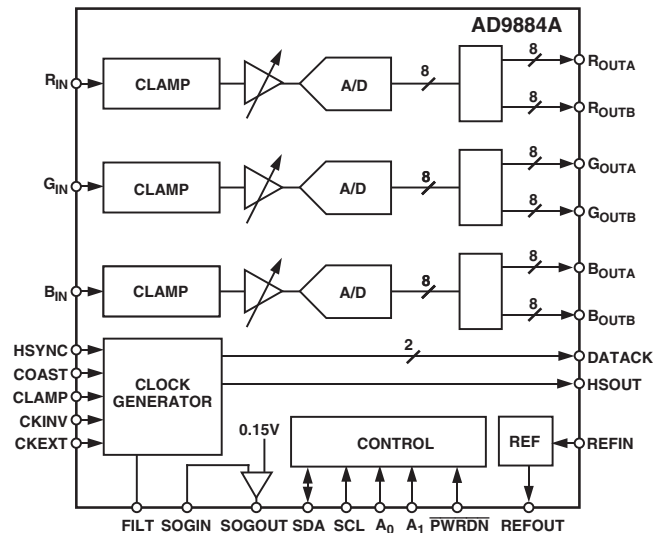 AD9884A
R_IN CLAMP A/D 8 8 R_OUTA
8 R_OUTB
G_IN CLAMP A/D 8 8 G_OUTA
8 G_OUTB
B_IN CLAMP A/D 8 8 B_OUTA
8 B_OUTB
HSYNC
COAST
CLAMP
CKINV
CKEXT
CLOCK
GENERATOR
2 DATACK
HSOUT
0.15V
CONTROL
REF
REFIN
FILT SOGIN SOGOUT SDA SCL A0 A1 PWRDN REFOUT